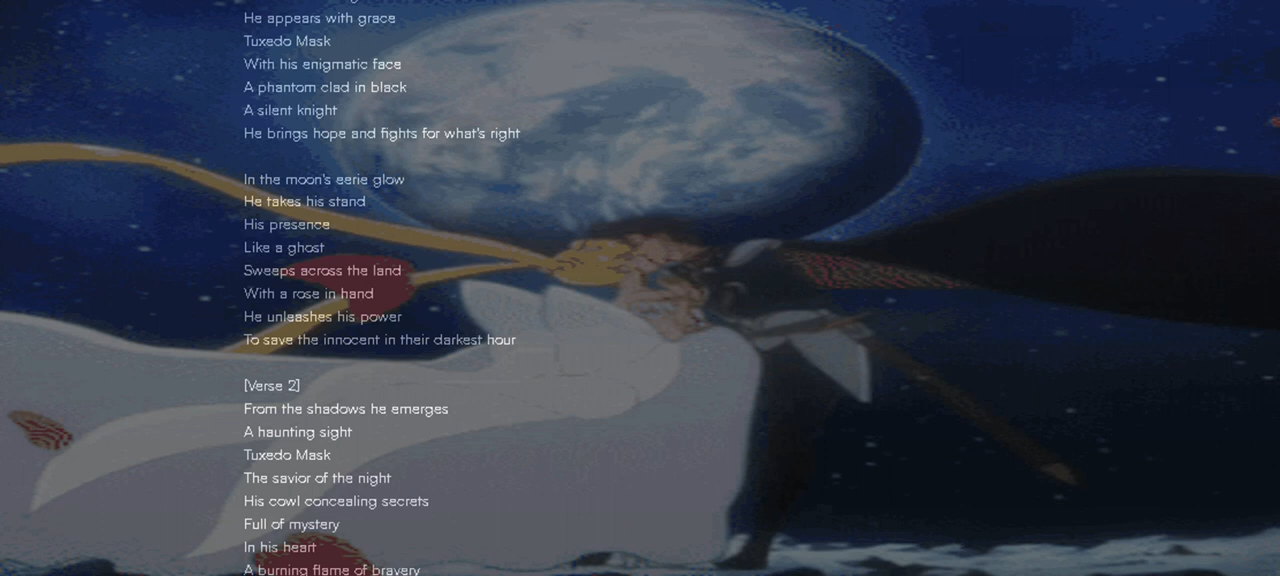 He appears with grace
Tuxedo Mask
With his enigmatic face
A phantom clad in black
A silent knight
He brings hope and fights for what's right
In the moon's eerie glow
He takes his stand
His presence
Like a ghost
Sweeps across the land
With a rose in hand
He unleashes his power
To save the innocent in their darkest hour
[Verse 2]
From the shadows he emerges
A haunting sight
Tuxedo Mask
The savior of the night
His cowl concealing secrets
Full of mystery
In his heart
A burning flame of bravery